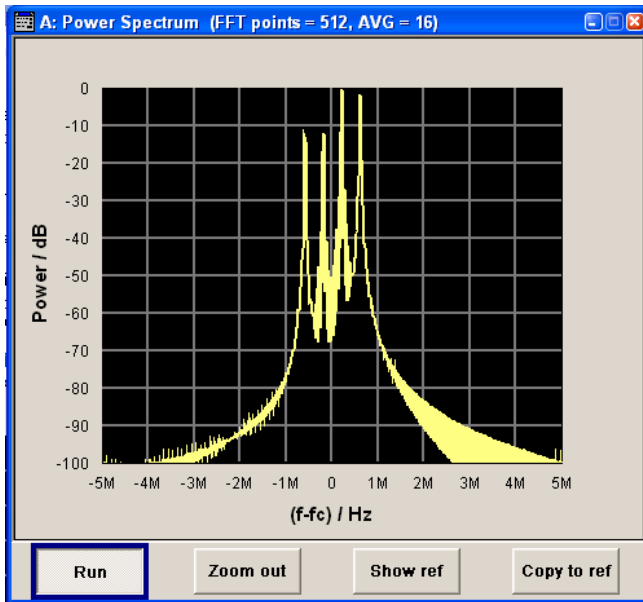 A: Power Spectrum (FFT points = 512, AVG = 16)
0
-10
-20
-30
-40
-50
-60
-70
-80
-90
-100
Power / dB
-5M -4M -3M -2M -1M 0 1M 2M 3M 4M 5M
(f-fc) / Hz
Run Zoom out Show ref Copy to ref